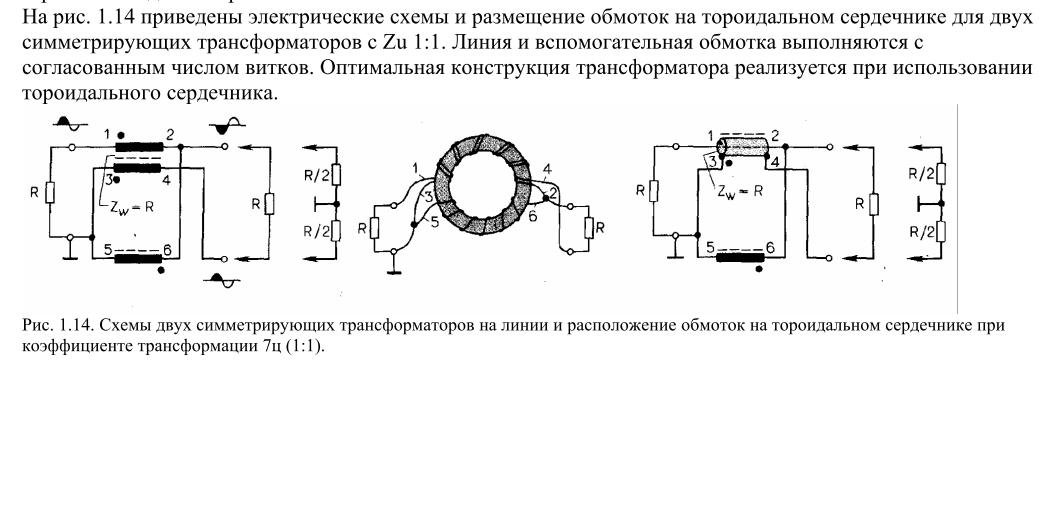 На рис. 1.14 приведены электрические схемы и размещение обмоток на тороидальном сердечнике для двух
симметрирующих трансформаторов с Zu 1:1. Линия и вспомогательная обмотка выполняются с
согласованным числом витков. Оптимальная конструкция трансформатора реализуется при использовании
тороидального сердечника.
1 2
3 4
R
Zw = R
5 6
R
R/2
R/2
1 4
3 2
5 6
R R
1 2
3 4
R
Zw = R
5 6
R
R/2
R/2
Рис. 1.14. Схемы двух симметрирующих трансформаторов на линии и расположение обмоток на тороидальном сердечнике при
коэффициенте трансформации 7ц (1:1).